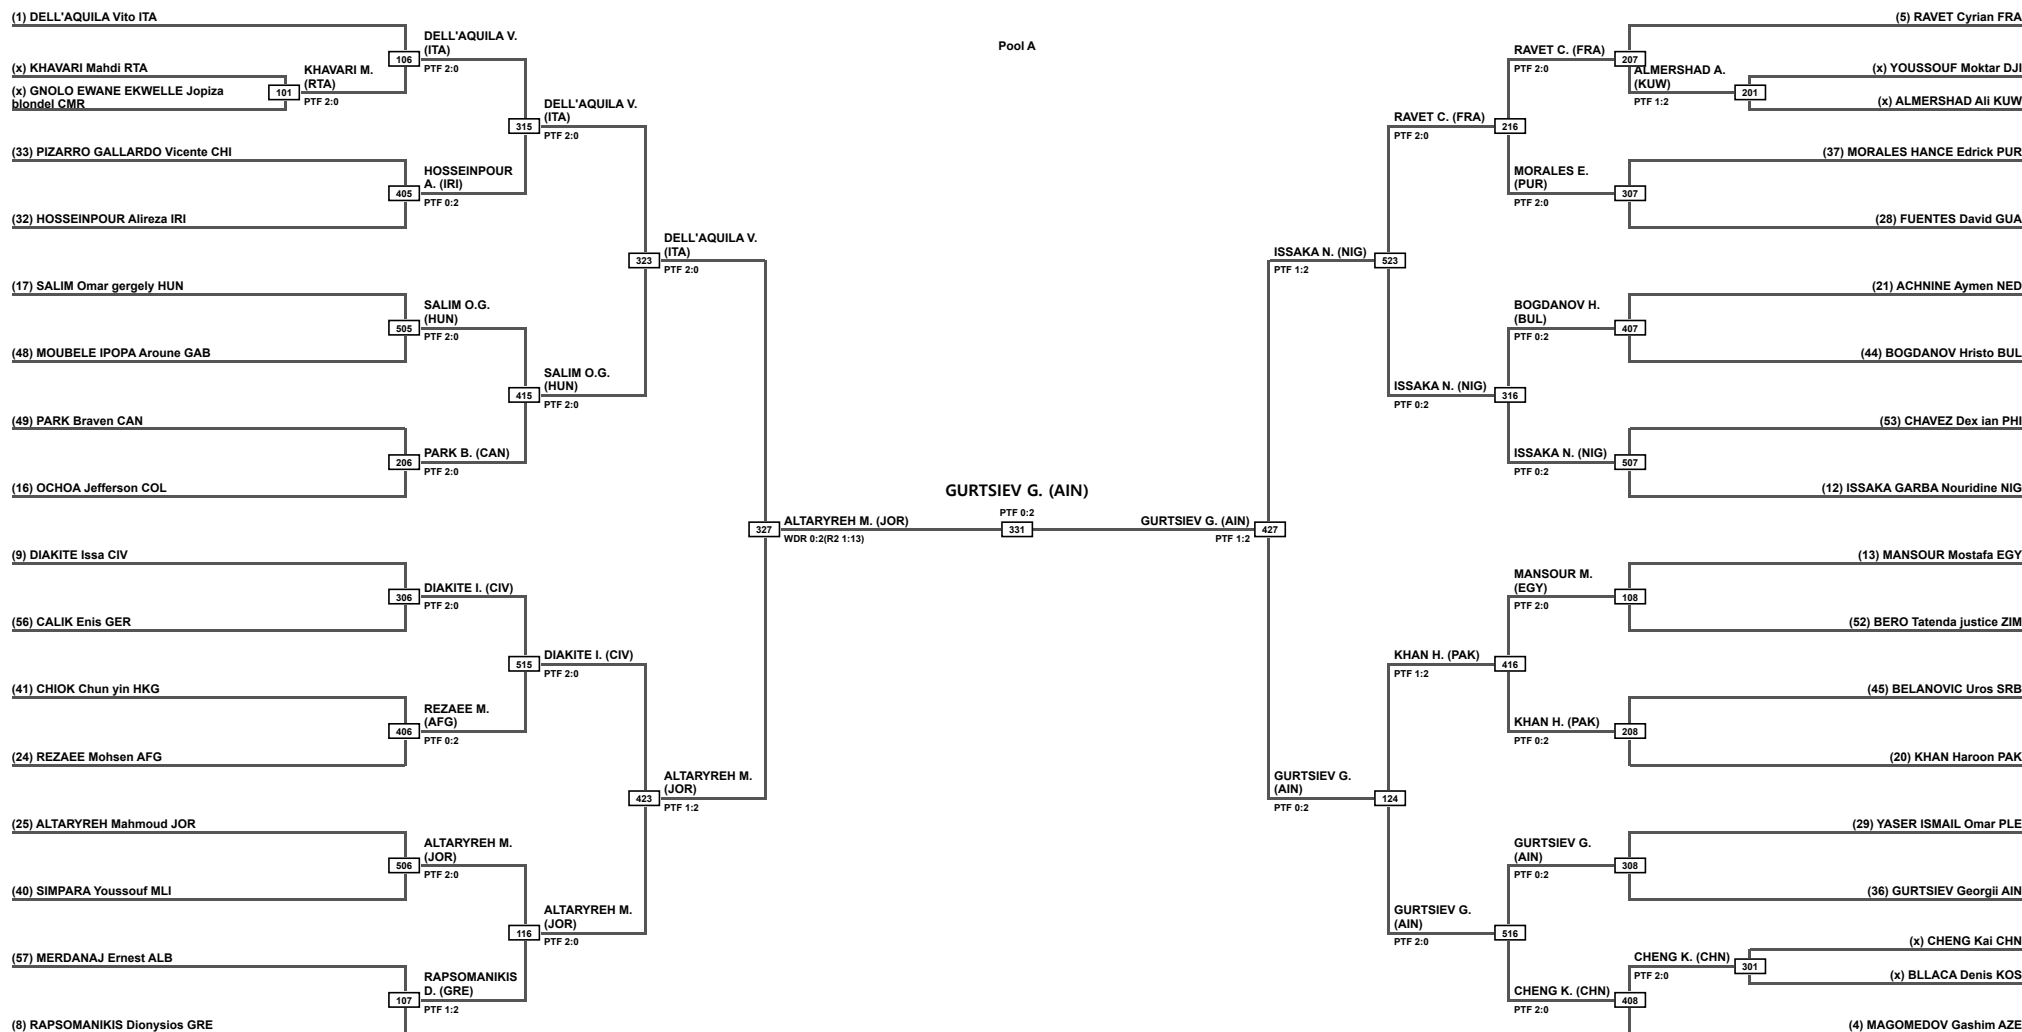 Pool A
(1) DELL'AQUILA Vito ITA
DELL'AQUILA V.
(ITA)
106
PTF 2:0
(x) KHAVARI Mahdi RTA
KHAVARI M.
(RTA)
101
PTF 2:0
(x) GNOLO EWANE EKWELLE Jopiza
blondel CMR
DELL'AQUILA V.
(ITA)
315
PTF 2:0
(33) PIZARRO GALLARDO Vicente CHI
HOSSEINPOUR
A. (IRI)
405
PTF 0:2
(32) HOSSEINPOUR Alireza IRI
DELL'AQUILA V.
(ITA)
323
PTF 2:0
(17) SALIM Omar gergely HUN
SALIM O.G.
(HUN)
505
PTF 2:0
(48) MOUBELE IPOPA Aroune GAB
SALIM O.G.
(HUN)
415
PTF 2:0
(49) PARK Braven CAN
PARK B. (CAN)
206
PTF 2:0
(16) OCHOA Jefferson COL
ALTARYREH M. (JOR)
327
WDR 0:2(R2 1:13)
(9) DIAKITE Issa CIV
DIAKITE I. (CIV)
306
PTF 2:0
(56) CALIK Enis GER
DIAKITE I. (CIV)
515
PTF 2:0
(41) CHIOK Chun yin HKG
REZAEE M.
(AFG)
406
PTF 0:2
(24) REZAEE Mohsen AFG
ALTARYREH M.
(JOR)
423
PTF 1:2
(25) ALTARYREH Mahmoud JOR
ALTARYREH M.
(JOR)
506
PTF 2:0
(40) SIMPARA Youssouf MLI
ALTARYREH M.
(JOR)
116
PTF 2:0
(57) MERDANAJ Ernest ALB
RAPSOMANIKIS
D. (GRE)
107
PTF 1:2
(8) RAPSOMANIKIS Dionysios GRE
GURTSIEV G. (AIN)
PTF 0:2
331
(5) RAVET Cyrian FRA
RAVET C. (FRA)
207
PTF 2:0
ALMERSHAD A.
(KUW)
PTF 1:2
(x) YOUSSOUF Moktar DJI
201
(x) ALMERSHAD Ali KUW
RAVET C. (FRA)
216
PTF 2:0
(37) MORALES HANCE Edrick PUR
MORALES E.
(PUR)
307
PTF 2:0
(28) FUENTES David GUA
ISSAKA N. (NIG)
523
PTF 1:2
(21) ACHNINE Aymen NED
BOGDANOV H.
(BUL)
407
PTF 0:2
(44) BOGDANOV Hristo BUL
ISSAKA N. (NIG)
316
PTF 0:2
(53) CHAVEZ Dex ian PHI
ISSAKA N. (NIG)
507
PTF 0:2
(12) ISSAKA GARBA Nouridine NIG
GURTSIEV G. (AIN)
427
PTF 1:2
(13) MANSOUR Mostafa EGY
MANSOUR M.
(EGY)
108
PTF 2:0
(52) BERO Tatenda justice ZIM
KHAN H. (PAK)
416
PTF 1:2
(45) BELANOVIC Uros SRB
KHAN H. (PAK)
208
PTF 0:2
(20) KHAN Haroon PAK
GURTSIEV G.
(AIN)
124
PTF 0:2
(29) YASER ISMAIL Omar PLE
GURTSIEV G.
(AIN)
308
PTF 0:2
(36) GURTSIEV Georgii AIN
GURTSIEV G.
(AIN)
516
PTF 2:0
(x) CHENG Kai CHN
CHENG K. (CHN)
301
PTF 2:0
(x) BLLACA Denis KOS
CHENG K. (CHN)
408
PTF 2:0
(4) MAGOMEDOV Gashim AZE